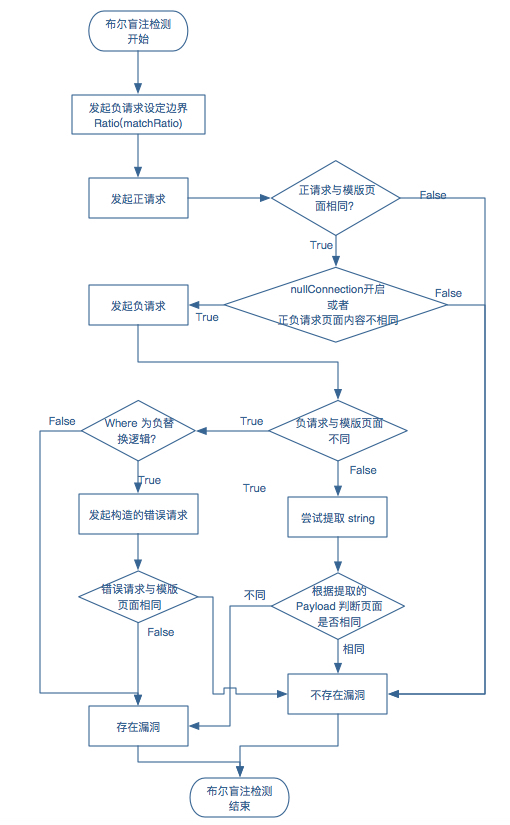 布尔盲注检测
开始
发起负请求设定边界
Ratio(matchRatio)
发起正请求
正请求与模版页
面相同?
False
True
nullConnection开启
或者
正负请求页面内容不相同
False
True
发起负请求
负请求与模版页面
不同
True
False
Where 为负替
换逻辑?
False
True
发起构造的错误请求
True
尝试提取 string
错误请求与模版
页面相同
False
不同
根据提取的
Payload 判断页面
是否相同
相同
不存在漏洞
存在漏洞
布尔盲注检测
结束